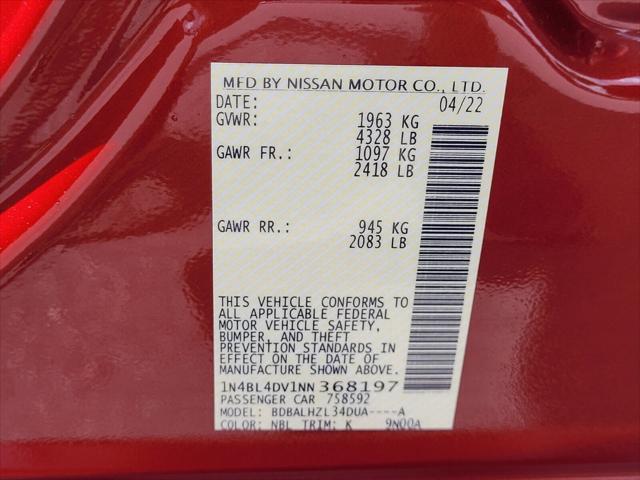 MFD BY NISSAN MOTOR CO., LTD.
DATE: 04/22
GVWR: 1963 KG
4328 LB
GAWR FR.: 1097 KG
2418 LB
GAWR RR.: 945 KG
2083 LB
THIS VEHICLE CONFORMS TO
ALL APPLICABLE FEDERAL
MOTOR VEHICLE SAFETY,
BUMPER, AND THEFT
PREVENTION STANDARDS IN
EFFECT ON THE DATE OF
MANUFACTURE SHOWN ABOVE.
1N4BL4DV1NN368197
PASSENGER CAR 758592
MODEL: BDBALHZL34DUA----A
COLOR: NBL TRIM: K 9N00A